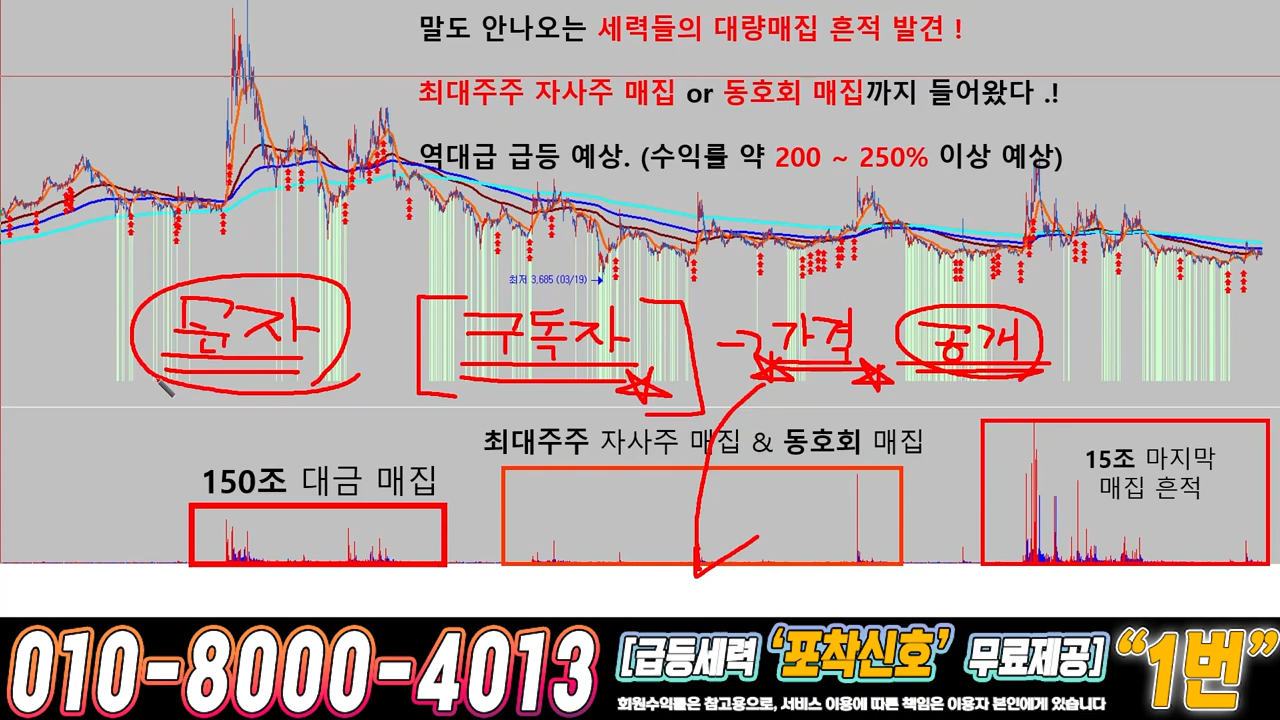 말도 안나오는 세력들의 대량매집 흔적 발견 !
최대주주 자사주 매집 or 동호회 매집까지 들어왔다 .!
역대급 급등 예상. (수익률 약 200 ~ 250% 이상 예상)
최저 3,685 (03/19)
문자 구독자 가격 공개
최대주주 자사주 매집 & 동호회 매집
150조 대금 매집
15조 마지막
매집 흔적
010-8000-4013 [급등세력 '포착신호' 무료제공] "1번"
회원수익률은 참고용으로, 서비스 이용에 따른 책임은 이용자 본인에게 있습니다